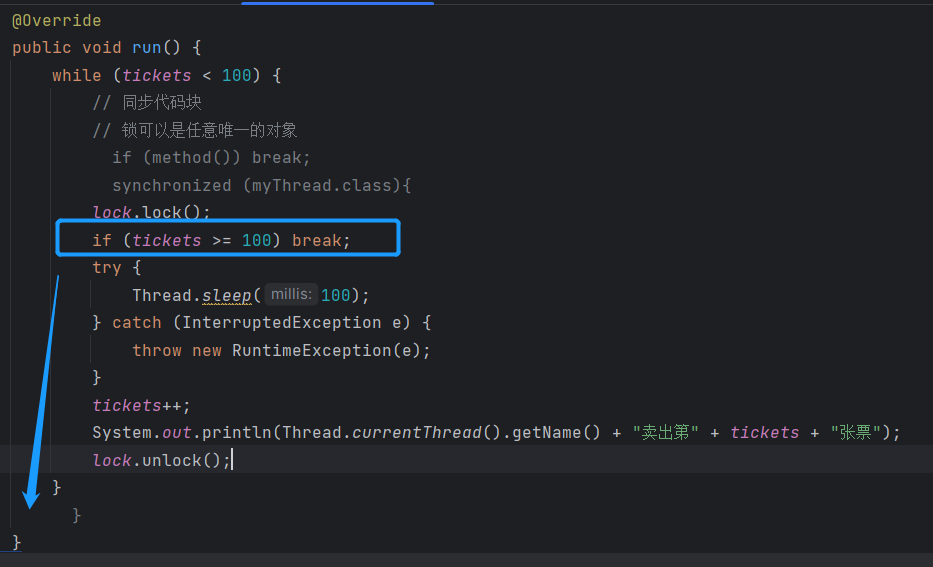 @Override
public void run() {
while (tickets < 100) {
// 同步代码块
// 锁可以是任意唯一的对象
if (method()) break;
synchronized (myThread.class){
lock.lock();
if (tickets >= 100) break;
try {
Thread.sleep( millis: 100);
} catch (InterruptedException e) {
throw new RuntimeException(e);
}
tickets++;
System.out.println(Thread.currentThread().getName() + "卖出第" + tickets + "张票");
lock.unlock();
}
}
}